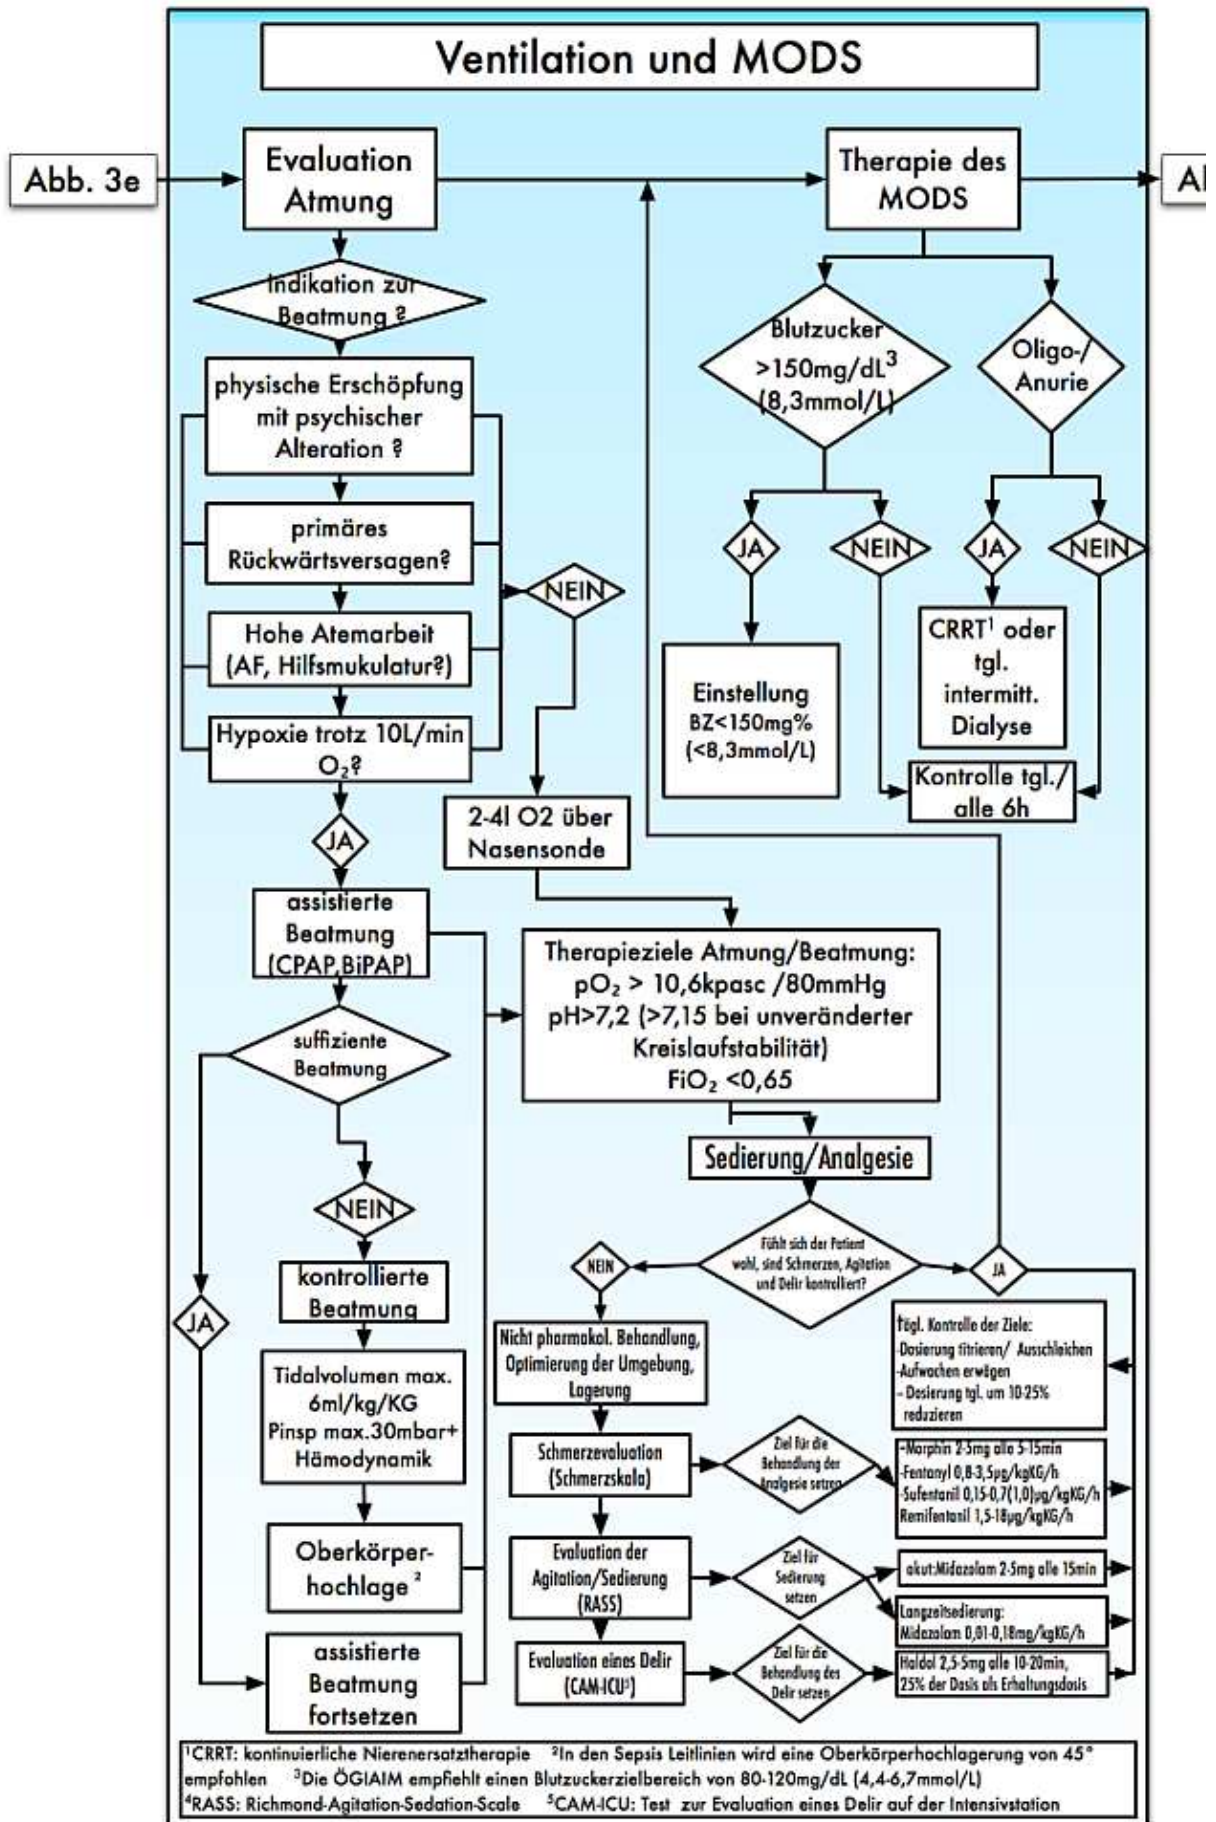 Ventilation und MODS
Abb. 3e
Evaluation
Atmung
Therapie des
MODS
Indikation zur
Beatmung ?
physische Erschöpfung
mit psychischer
Alteration ?
primäres
Rückwärtsversagen?
Hohe Atemarbeit
(AF, Hilfsmukulatur?)
Hypoxie trotz 10L/min
O₂?
NEIN
JA
2-4l O2 über
Nasensonde
assistierte
Beatmung
(CPAP,BiPAP)
suffiziente
Beatmung
NEIN
JA
kontrollierte
Beatmung
Tidalvolumen max.
6ml/kg/KG
Pinsp max.30mbar+
Hämodynamik
Oberkörper-
hochlage ²
assistierte
Beatmung
fortsetzen
Blutzucker
>150mg/dL³
(8,3mmol/L)
Oligo-/
Anurie
JA
NEIN
JA
NEIN
Einstellung
BZ<150mg%
(<8,3mmol/L)
CRRT¹ oder
tgl.
intermitt.
Dialyse
Kontrolle tgl./
alle 6h
Therapieziele Atmung/Beatmung:
pO₂ > 10,6kpasc /80mmHg
pH>7,2 (>7,15 bei unveränderter
Kreislaufstabilität)
FiO₂ <0,65
Sedierung/Analgesie
Fühlt sich der Patient
wohl, sind Schmerzen, Agitation
und Delir kontrolliert?
NEIN
JA
Nicht pharmakol. Behandlung,
Optimierung der Umgebung,
Lagerung
tägl. Kontrolle der Ziele:
-Dosierung titrieren/ Ausschleichen
-Aufwachen erwägen
- Dosierung tgl. um 10-25%
reduzieren
Schmerzevaluation
(Schmerzskala)
Ziel für die
Behandlung der
Analgesie setzen
-Morphin 2-5mg alle 5-15min
-Fentanyl 0,8-3,5µg/kgKG/h
-Sufentanil 0,15-0,7(1,0)µg/kgKG/h
Remifentanil 1,5-18µg/kgKG/h
Evaluation der
Agitation/Sedierung
(RASS)
Ziel für
Sedierung
setzen
akut:Midazolam 2-5mg alle 15min
Langzeitsedierung:
Midazolam 0,01-0,18mg/kgKG/h
Evaluation eines Delir
(CAM-ICU⁵)
Ziel für die
Behandlung des
Delir setzen
Haldol 2,5-5mg alle 10-20min,
25% der Dosis als Erhaltungsdosis
¹CRRT: kontinuierliche Nierenersatztherapie ²In den Sepsis Leitlinien wird eine Oberkörperhochlagerung von 45°
empfohlen ³Die ÖGIAIM empfiehlt einen Blutzuckerzielbereich von 80-120mg/dL (4,4-6,7mmol/L)
⁴RASS: Richmond-Agitation-Sedation-Scale ⁵CAM-ICU: Test zur Evaluation eines Delir auf der Intensivstation